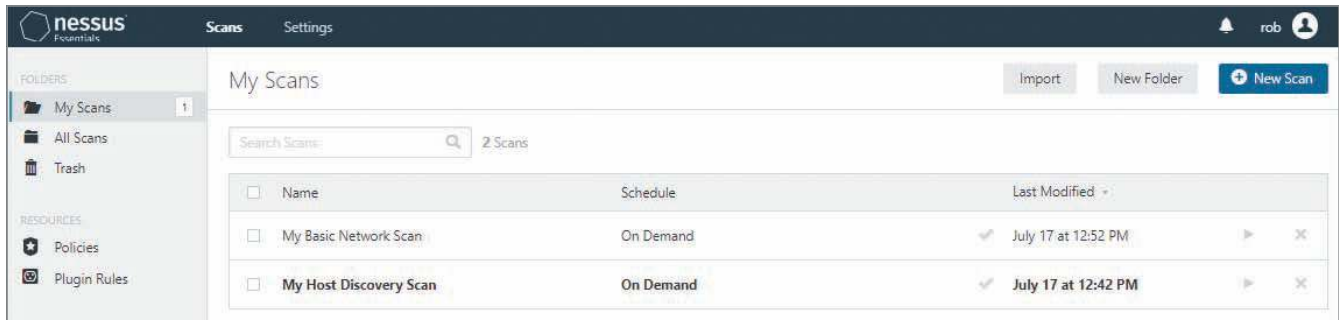 nessus
Essentials
Scans Settings
rob
FOLDERS
My Scans 1
All Scans
Trash
RESOURCES
Policies
Plugin Rules
My Scans
Import New Folder New Scan
Search Scans 2 Scans
Name Schedule Last Modified
My Basic Network Scan On Demand July 17 at 12:52 PM
My Host Discovery Scan On Demand July 17 at 12:42 PM